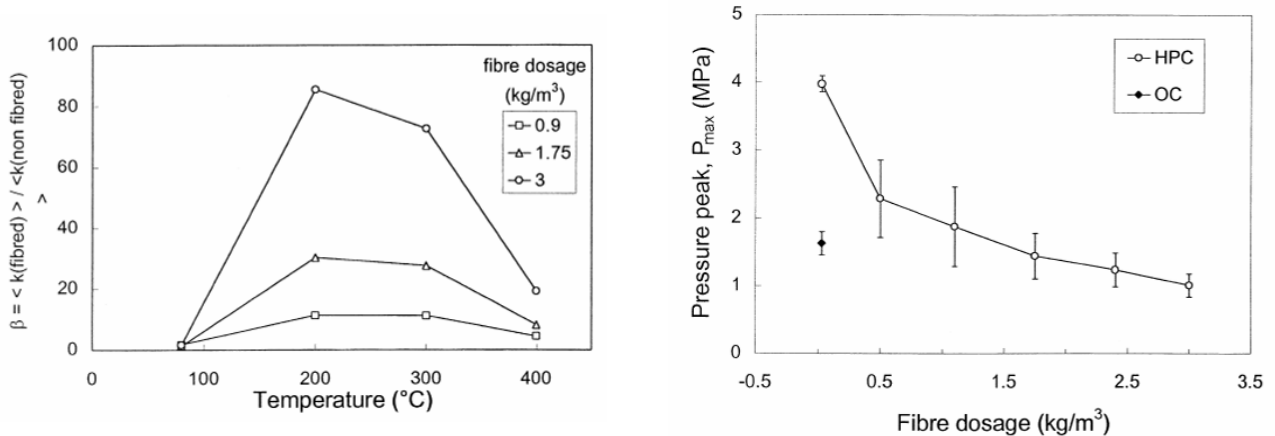 100
80
60
40
20
0
β = < k(fibred) > / <k(non fibred)
>
fibre dosage
(kg/m³)
0.9
1.75
3
0 100 200 300 400
Temperature (°C)
5
4
3
2
1
0
Pressure peak, Pmax (MPa)
HPC
OC
-0.5 0.5 1.5 2.5 3.5
Fibre dosage (kg/m³)